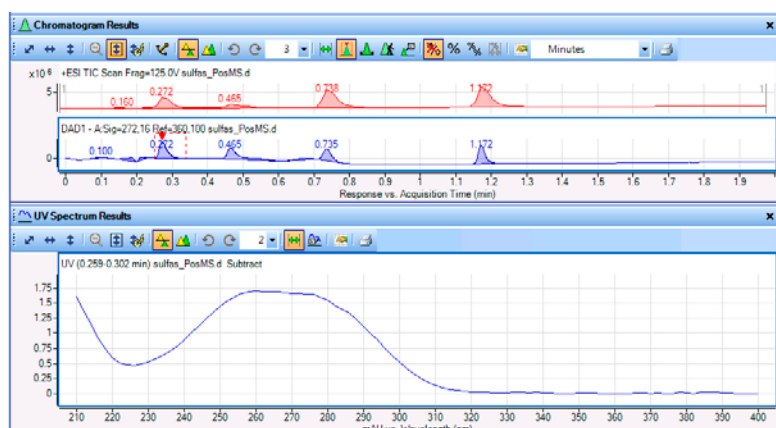 Chromatogram Results
3 Minutes
x10 6 +ESI TIC Scan Frag=125.0V sulfas_PosMS.d
5
1 0.160 0.272 0.465 0.738 1.172 1
DAD1 - A:Sig=272,16 Ref=360,100 sulfas_PosMS.d
0
0.100 0.272 0.465 0.735 1.172
0 0.1 0.2 0.3 0.4 0.5 0.6 0.7 0.8 0.9 1 1.1 1.2 1.3 1.4 1.5 1.6 1.7 1.8 1.9
Response vs. Acquisition Time (min)
UV Spectrum Results
2
UV (0.259-0.302 min) sulfas_PosMS.d Subtract
1.75
1.5
1.25
1
0.75
0.5
0.25
0
210 220 230 240 250 260 270 280 290 300 310 320 330 340 350 360 370 380 390 400
mAU vs. Wavelength (nm)